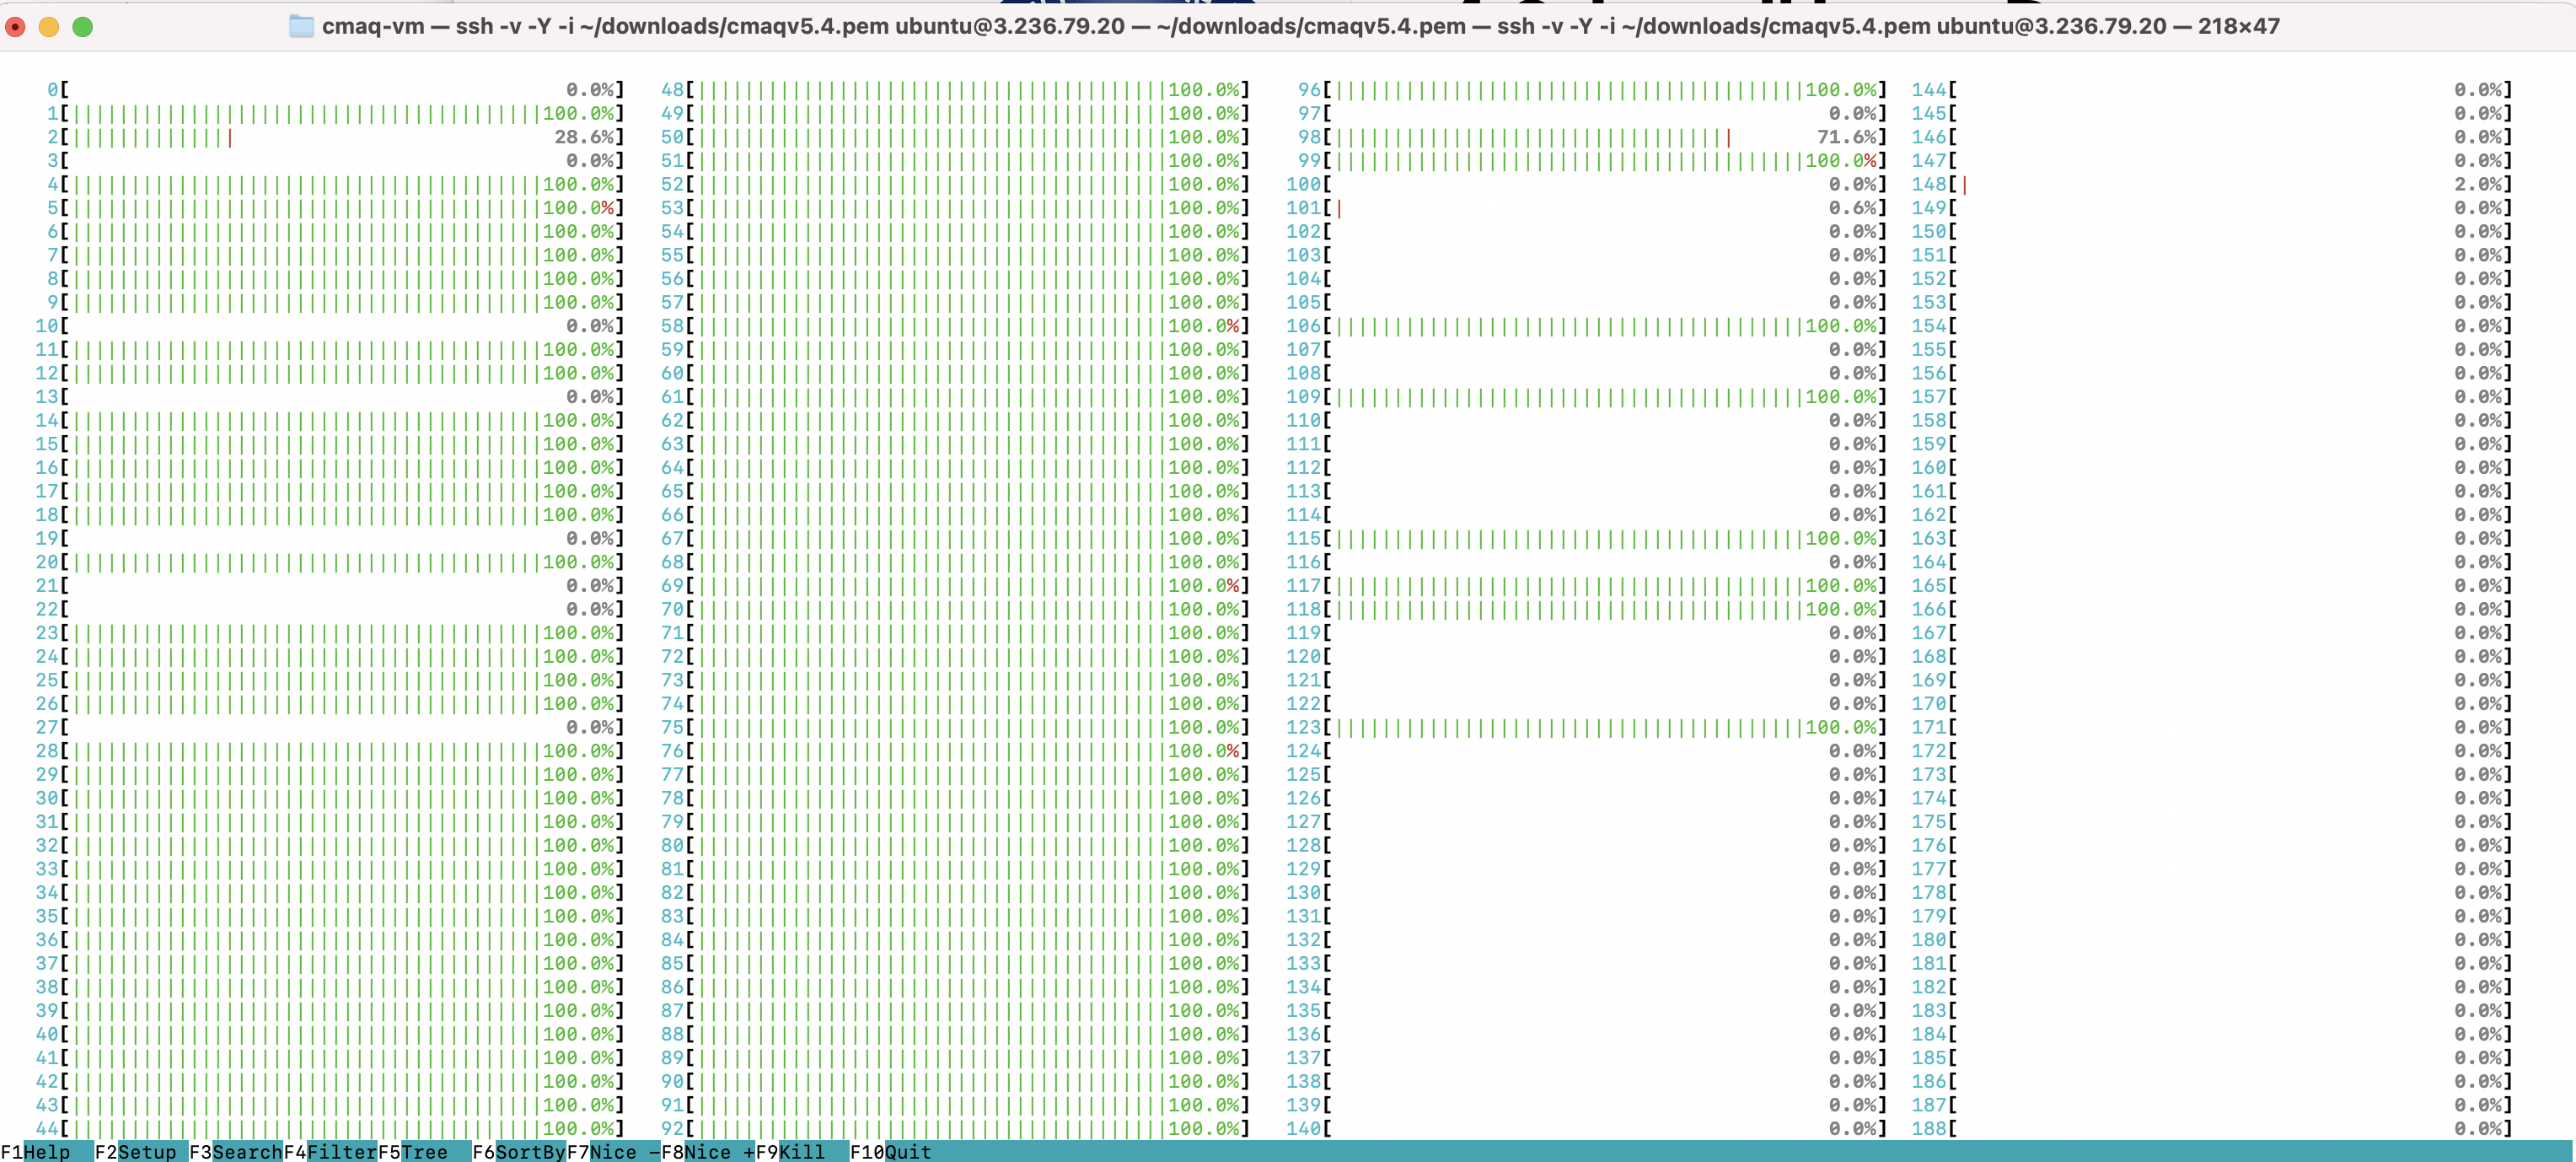 cmaq-vm — ssh -v -Y -i ~/downloads/cmaqv5.4.pem ubuntu@3.236.79.20 — ~/downloads/cmaqv5.4.pem — ssh -v -Y -i ~/downloads/cmaqv5.4.pem ubuntu@3.236.79.20 — 218×47
0[ 0.0%] 48[ 100.0%] 96[ 100.0%] 144[ 0.0%]
1[ 100.0%] 49[ 100.0%] 97[ 0.0%] 145[ 0.0%]
2[ 28.6%] 50[ 100.0%] 98[ 71.6%] 146[ 0.0%]
3[ 0.0%] 51[ 100.0%] 99[ 100.0%] 147[ 0.0%]
4[ 100.0%] 52[ 100.0%] 100[ 0.0%] 148[ 2.0%]
5[ 100.0%] 53[ 100.0%] 101[ 0.6%] 149[ 0.0%]
6[ 100.0%] 54[ 100.0%] 102[ 0.0%] 150[ 0.0%]
7[ 100.0%] 55[ 100.0%] 103[ 0.0%] 151[ 0.0%]
8[ 100.0%] 56[ 100.0%] 104[ 0.0%] 152[ 0.0%]
9[ 100.0%] 57[ 100.0%] 105[ 0.0%] 153[ 0.0%]
10[ 0.0%] 58[ 100.0%] 106[ 100.0%] 154[ 0.0%]
11[ 100.0%] 59[ 100.0%] 107[ 0.0%] 155[ 0.0%]
12[ 100.0%] 60[ 100.0%] 108[ 0.0%] 156[ 0.0%]
13[ 0.0%] 61[ 100.0%] 109[ 100.0%] 157[ 0.0%]
14[ 100.0%] 62[ 100.0%] 110[ 0.0%] 158[ 0.0%]
15[ 100.0%] 63[ 100.0%] 111[ 0.0%] 159[ 0.0%]
16[ 100.0%] 64[ 100.0%] 112[ 0.0%] 160[ 0.0%]
17[ 100.0%] 65[ 100.0%] 113[ 0.0%] 161[ 0.0%]
18[ 100.0%] 66[ 100.0%] 114[ 0.0%] 162[ 0.0%]
19[ 0.0%] 67[ 100.0%] 115[ 100.0%] 163[ 0.0%]
20[ 100.0%] 68[ 100.0%] 116[ 0.0%] 164[ 0.0%]
21[ 0.0%] 69[ 100.0%] 117[ 100.0%] 165[ 0.0%]
22[ 0.0%] 70[ 100.0%] 118[ 100.0%] 166[ 0.0%]
23[ 100.0%] 71[ 100.0%] 119[ 0.0%] 167[ 0.0%]
24[ 100.0%] 72[ 100.0%] 120[ 0.0%] 168[ 0.0%]
25[ 100.0%] 73[ 100.0%] 121[ 0.0%] 169[ 0.0%]
26[ 100.0%] 74[ 100.0%] 122[ 0.0%] 170[ 0.0%]
27[ 0.0%] 75[ 100.0%] 123[ 100.0%] 171[ 0.0%]
28[ 100.0%] 76[ 100.0%] 124[ 0.0%] 172[ 0.0%]
29[ 100.0%] 77[ 100.0%] 125[ 0.0%] 173[ 0.0%]
30[ 100.0%] 78[ 100.0%] 126[ 0.0%] 174[ 0.0%]
31[ 100.0%] 79[ 100.0%] 127[ 0.0%] 175[ 0.0%]
32[ 100.0%] 80[ 100.0%] 128[ 0.0%] 176[ 0.0%]
33[ 100.0%] 81[ 100.0%] 129[ 0.0%] 177[ 0.0%]
34[ 100.0%] 82[ 100.0%] 130[ 0.0%] 178[ 0.0%]
35[ 100.0%] 83[ 100.0%] 131[ 0.0%] 179[ 0.0%]
36[ 100.0%] 84[ 100.0%] 132[ 0.0%] 180[ 0.0%]
37[ 100.0%] 85[ 100.0%] 133[ 0.0%] 181[ 0.0%]
38[ 100.0%] 86[ 100.0%] 134[ 0.0%] 182[ 0.0%]
39[ 100.0%] 87[ 100.0%] 135[ 0.0%] 183[ 0.0%]
40[ 100.0%] 88[ 100.0%] 136[ 0.0%] 184[ 0.0%]
41[ 100.0%] 89[ 100.0%] 137[ 0.0%] 185[ 0.0%]
42[ 100.0%] 90[ 100.0%] 138[ 0.0%] 186[ 0.0%]
43[ 100.0%] 91[ 100.0%] 139[ 0.0%] 187[ 0.0%]
44[ 100.0%] 92[ 100.0%] 140[ 0.0%] 188[ 0.0%]
F1Help F2Setup F3SearchF4FilterF5Tree F6SortByF7Nice -F8Nice +F9Kill F10Quit